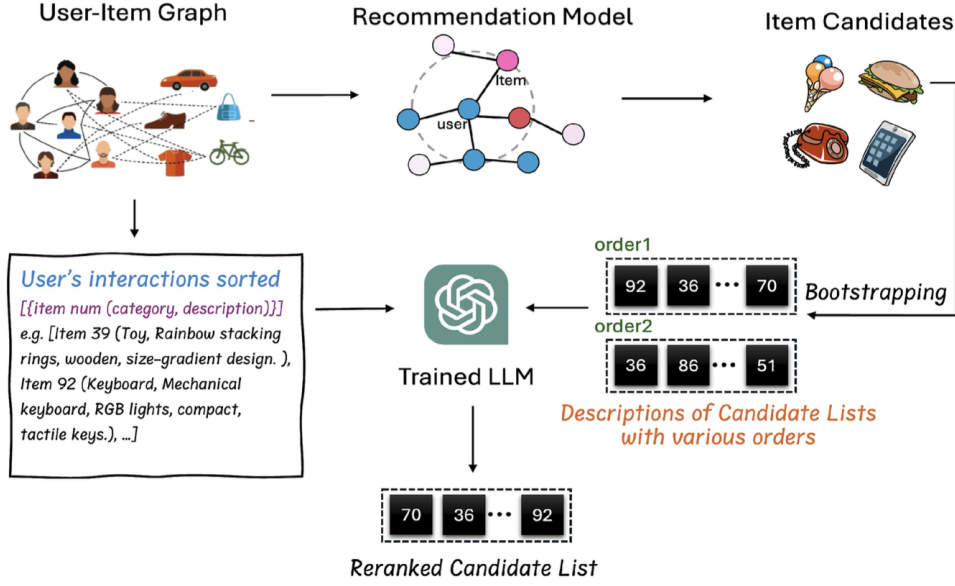 User-Item Graph
Recommendation Model
Item Candidates
Item
user
User's interactions sorted
[{item num (category, description)}]
e.g. [Item 39 (Toy, Rainbow stacking
rings, wooden, size-gradient design. ),
Item 92 (Keyboard, Mechanical
keyboard, RGB lights, compact,
tactile keys.), ...]
Trained LLM
order1
92 36 ••• 70
order2
36 86 ••• 51
Bootstrapping
Descriptions of Candidate Lists
with various orders
70 36 ••• 92
Reranked Candidate List